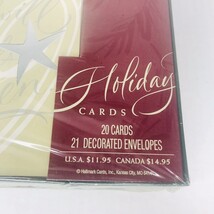 Holiday
CARDS
20 CARDS
21 DECORATED ENVELOPES
U.S.A. $11.95 CANADA $14.95
© Hallmark Cards, Inc., Kansas City, MO